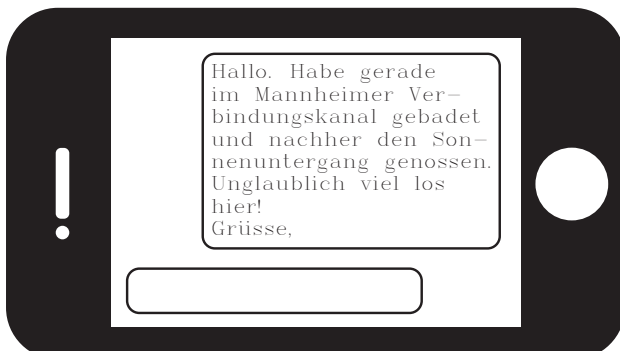 Hallo. Habe gerade
im Mannheimer Ver-
bindungskanal gebadet
und nachher den Son-
nenuntergang genossen.
Unglaublich viel los
hier!
Grüsse,